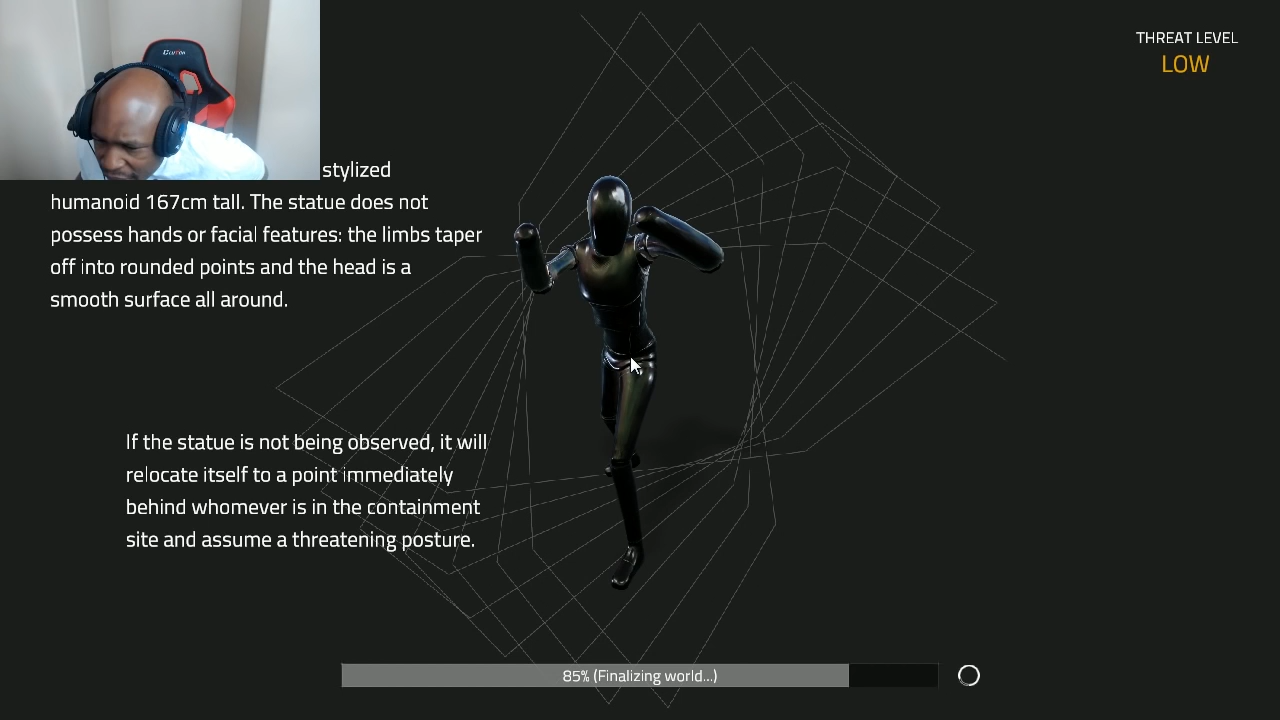 THREAT LEVEL
LOW
stylized
humanoid 167cm tall. The statue does not
possess hands or facial features: the limbs taper
off into rounded points and the head is a
smooth surface all around.
If the statue is not being observed, it will
relocate itself to a point immediately
behind whomever is in the containment
site and assume a threatening posture.
85% (Finalizing world...)